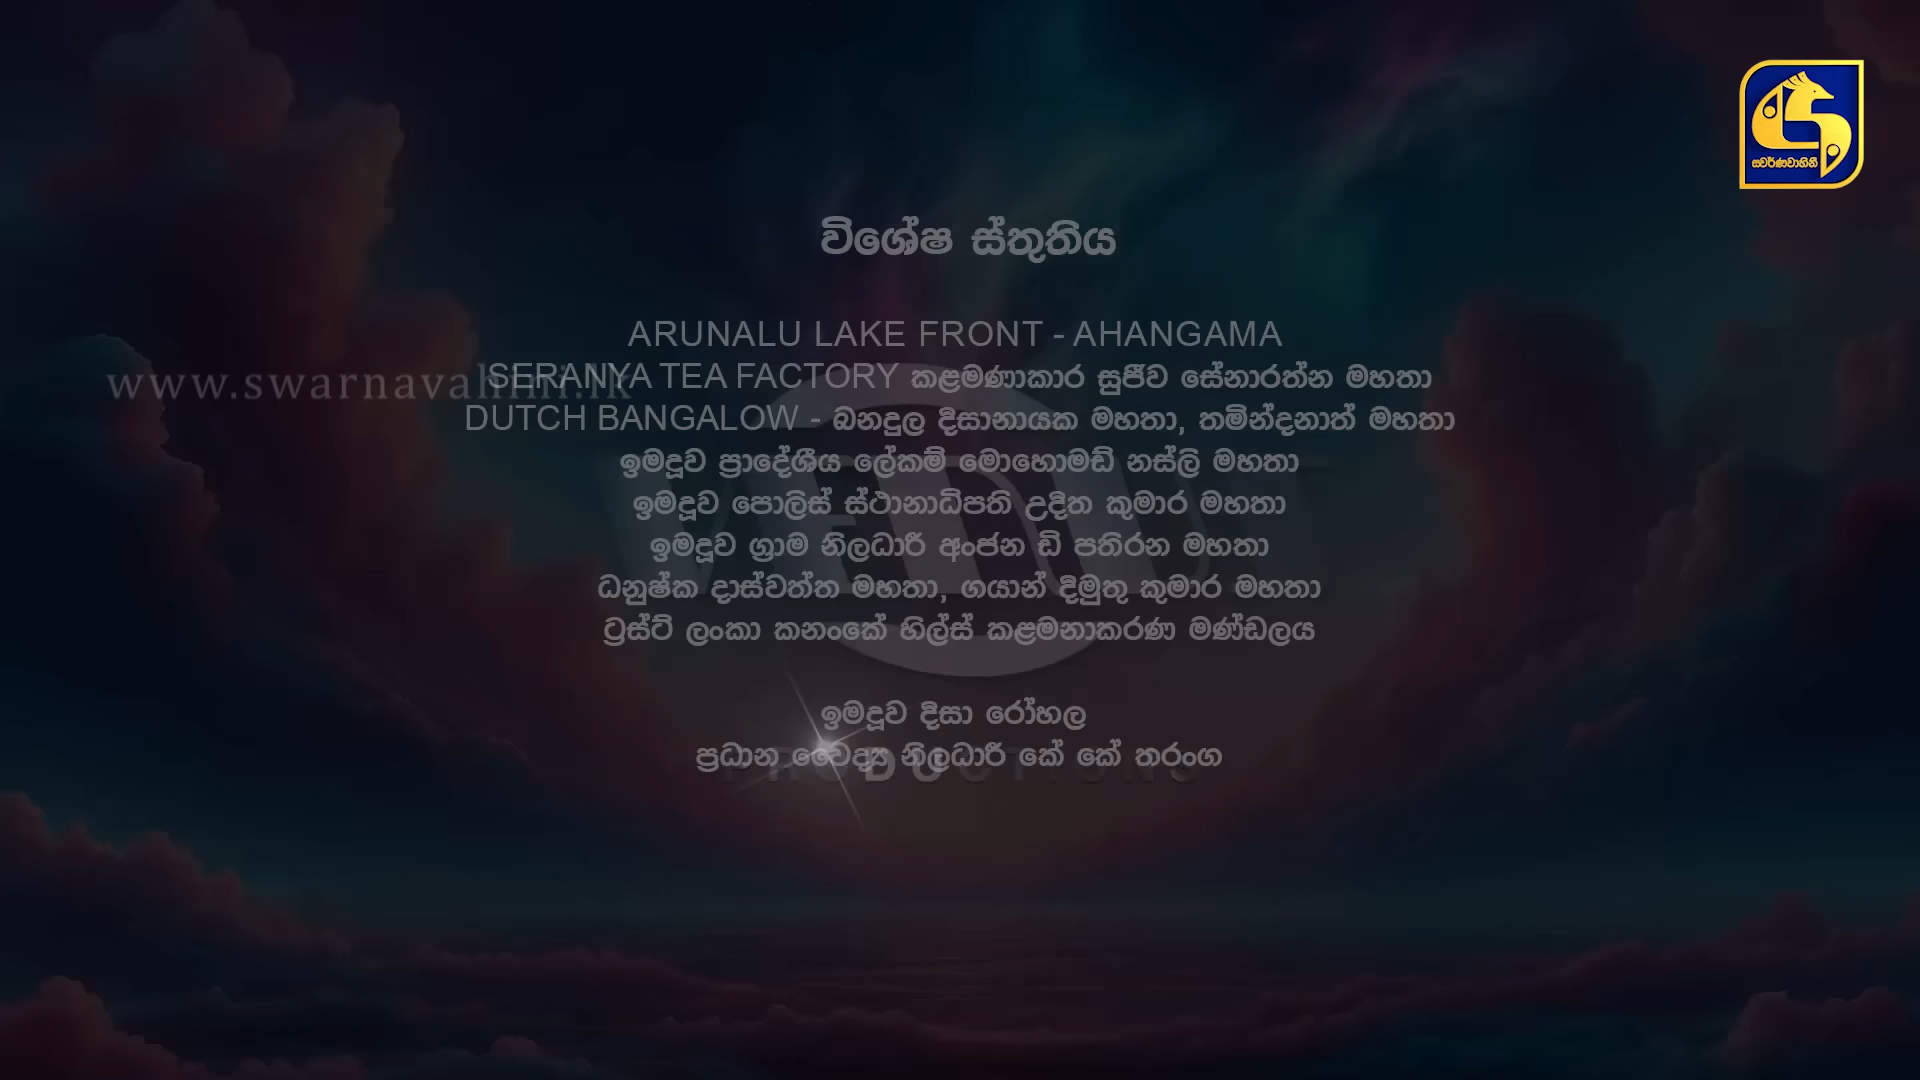 ස්වර්ණවාහිනී
විශේෂ ස්තූතිය
ARUNALU LAKE FRONT - AHANGAMA
www.swarnavahini.lk
SERANYA TEA FACTORY කළමණාකාර සුජීව සේනාරත්න මහතා
DUTCH BANGALOW - බනදුල දිසානායක මහතා, තමින්දනාත් මහතා
ඉමදූව ප්‍රාදේශීය ලේකම් මොහොමඩ් නස්ලි මහතා
ඉමදූව පොලිස් ස්ථානාධිපති උදිත කුමාර මහතා
ඉමදූව ග්‍රාම නිලධාරී අංජන ඩි පතිරන මහතා
ධනුෂ්ක දාස්වත්ත මහතා, ගයාන් දිමුතු කුමාර මහතා
ට්‍රස්ට් ලංකා කනංකේ හිල්ස් කළමනාකරණ මණ්ඩලය
ඉමදූව දිසා රෝහල
ප්‍රධාන වෛද්‍ය නිලධාරී කේ කේ තරංග